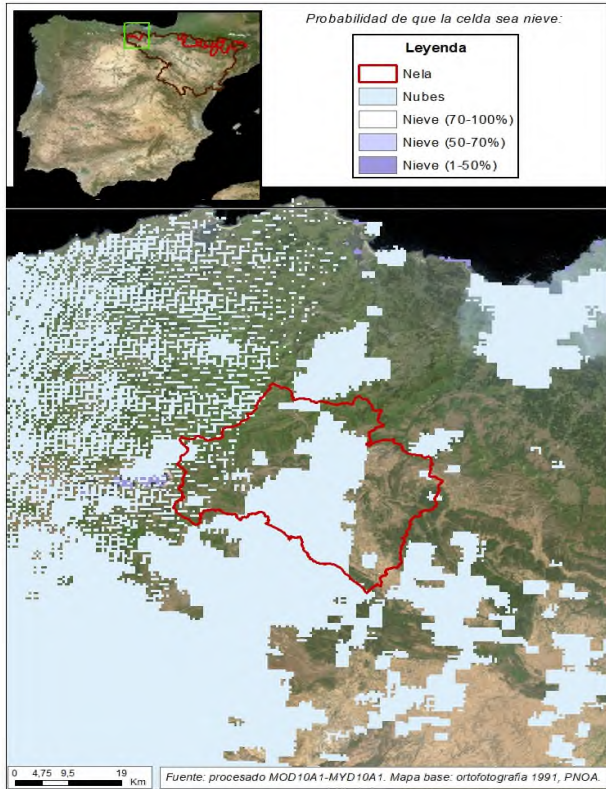 Probabilidad de que la celda sea nieve:
Leyenda
Nela
Nubes
Nieve (70-100%)
Nieve (50-70%)
Nieve (1-50%)
0 4,75 9,5 19
Km
Fuente: procesado MOD10A1-MYD10A1. Mapa base: ortofotografía 1991, PNOA.